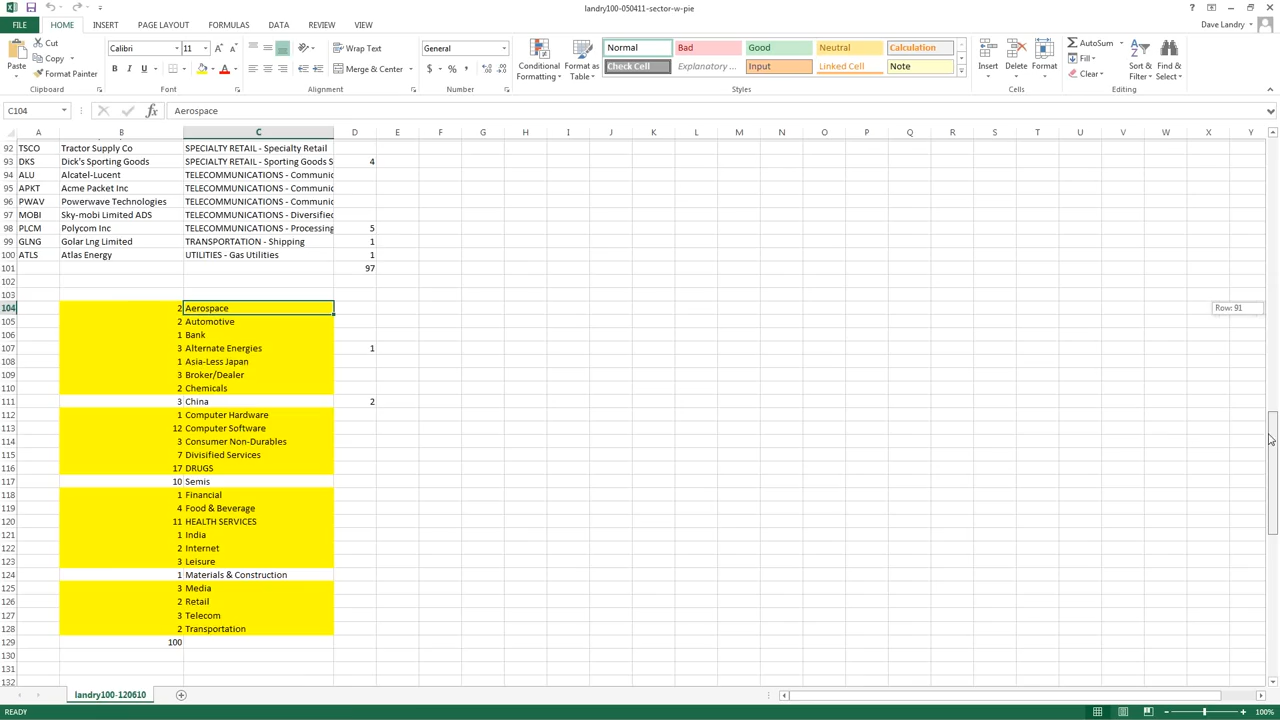 landry100-050411-sector-w-pie
FILE HOME INSERT PAGE LAYOUT FORMULAS DATA REVIEW VIEW Dave Landry
Cut Calibri 11 Wrap Text General Normal Bad Good Neutral Calculation AutoSum
Copy Fill
Paste Format Painter B I U Merge & Center $ % , Conditional Formatting Format as Table Check Cell Explanatory ... Input Linked Cell Note Insert Delete Format Clear Sort & Filter Find & Select
Clipboard Font Alignment Number Styles Cells Editing
C104 fx Aerospace
A B C D E F G H I J K L M N O P Q R S T U V W X Y
92 TSCO Tractor Supply Co SPECIALTY RETAIL - Specialty Retail
93 DKS Dick's Sporting Goods SPECIALTY RETAIL - Sporting Goods S 4
94 ALU Alcatel-Lucent TELECOMMUNICATIONS - Communic
95 APKT Acme Packet Inc TELECOMMUNICATIONS - Communic
96 PWAV Powerwave Technologies TELECOMMUNICATIONS - Communic
97 MOBI Sky-mobi Limited ADS TELECOMMUNICATIONS - Diversified
98 PLCM Polycom Inc TELECOMMUNICATIONS - Processing 5
99 GLNG Golar Lng Limited TRANSPORTATION - Shipping 1
100 ATLS Atlas Energy UTILITIES - Gas Utilities 1
101 97
102
103
104 2 Aerospace Row: 91
105 2 Automotive
106 1 Bank
107 3 Alternate Energies 1
108 1 Asia-Less Japan
109 3 Broker/Dealer
110 2 Chemicals
111 3 China 2
112 1 Computer Hardware
113 12 Computer Software
114 3 Consumer Non-Durables
115 7 Divisified Services
116 17 DRUGS
117 10 Semis
118 1 Financial
119 4 Food & Beverage
120 11 HEALTH SERVICES
121 1 India
122 2 Internet
123 3 Leisure
124 1 Materials & Construction
125 3 Media
126 2 Retail
127 3 Telecom
128 2 Transportation
129 100
130
131
132
landry100-120610
READY 100%